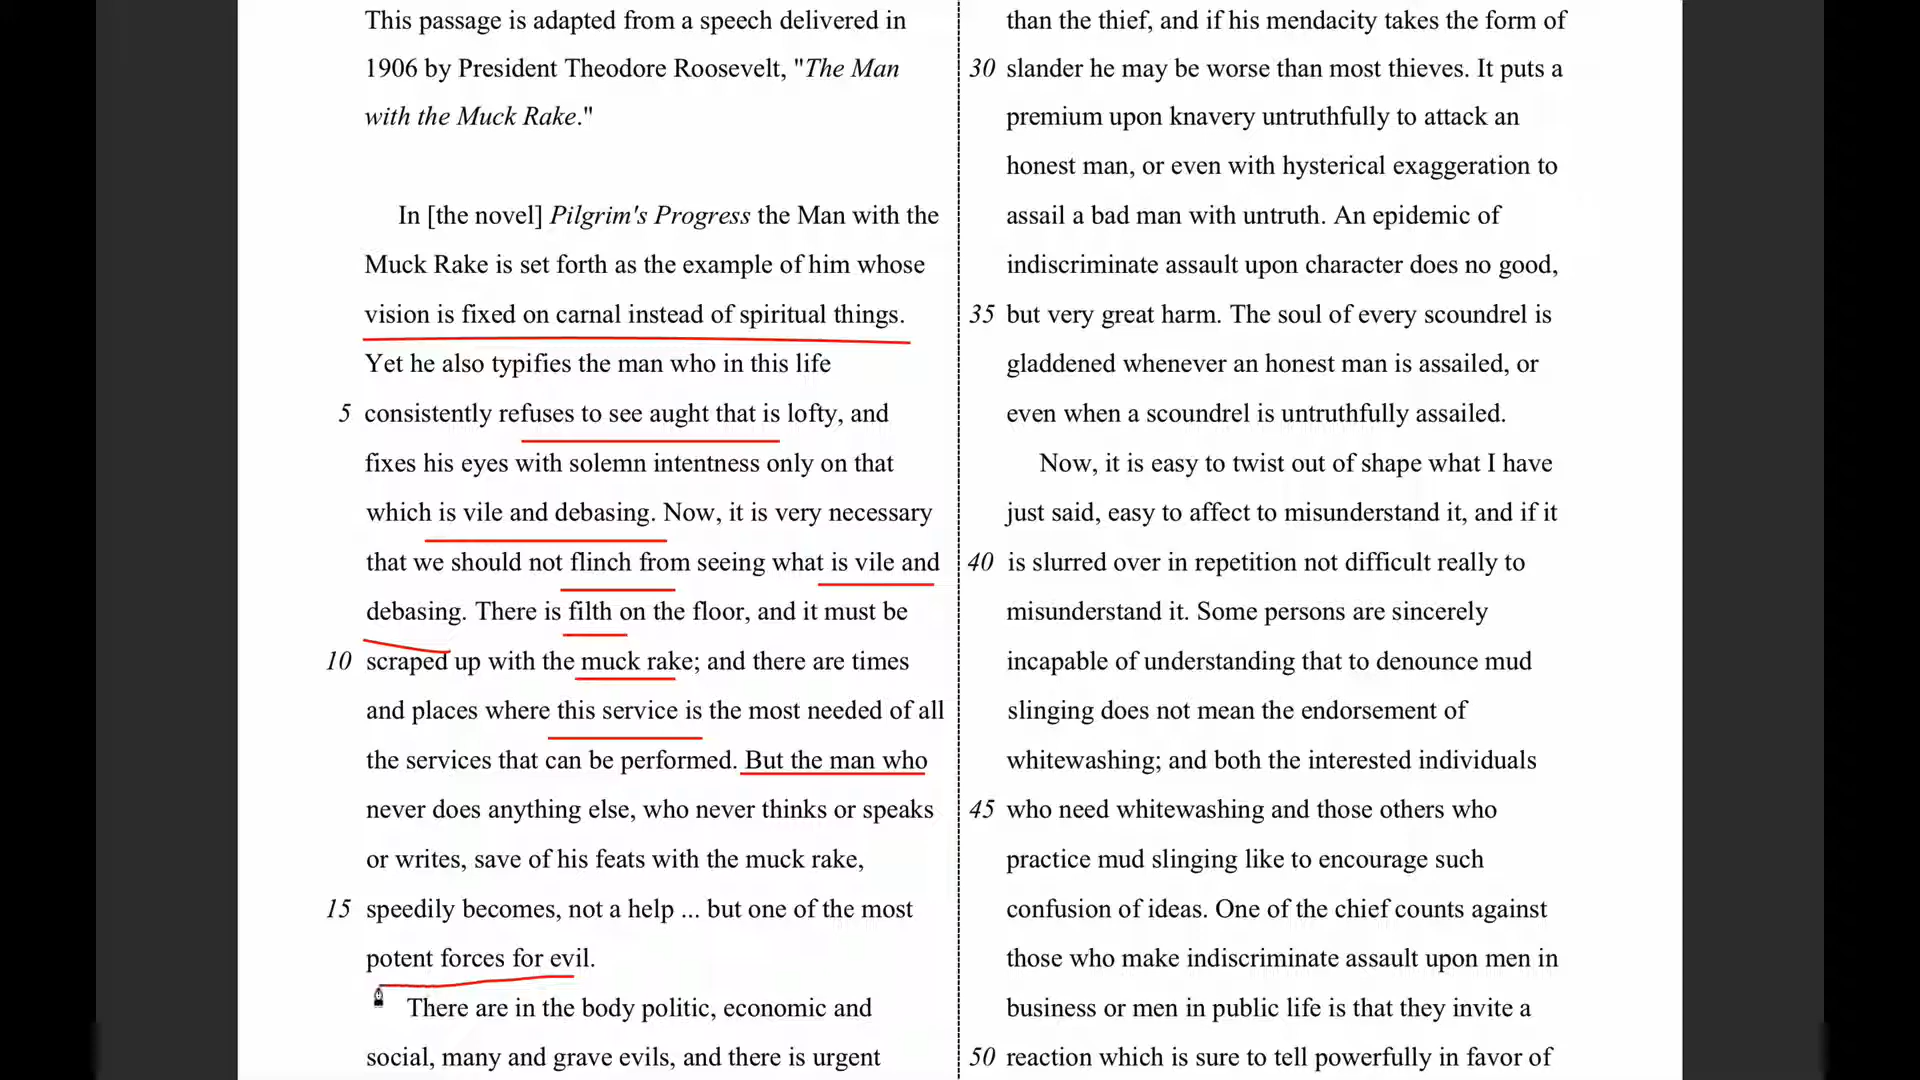 This passage is adapted from a speech delivered in
1906 by President Theodore Roosevelt, "The Man
with the Muck Rake."
In [the novel] Pilgrim's Progress the Man with the
Muck Rake is set forth as the example of him whose
vision is fixed on carnal instead of spiritual things.
Yet he also typifies the man who in this life
5 consistently refuses to see aught that is lofty, and
fixes his eyes with solemn intentness only on that
which is vile and debasing. Now, it is very necessary
that we should not flinch from seeing what is vile and
debasing. There is filth on the floor, and it must be
10 scraped up with the muck rake; and there are times
and places where this service is the most needed of all
the services that can be performed. But the man who
never does anything else, who never thinks or speaks
or writes, save of his feats with the muck rake,
15 speedily becomes, not a help ... but one of the most
potent forces for evil.
There are in the body politic, economic and
social, many and grave evils, and there is urgent
than the thief, and if his mendacity takes the form of
30 slander he may be worse than most thieves. It puts a
premium upon knavery untruthfully to attack an
honest man, or even with hysterical exaggeration to
assail a bad man with untruth. An epidemic of
indiscriminate assault upon character does no good,
35 but very great harm. The soul of every scoundrel is
gladdened whenever an honest man is assailed, or
even when a scoundrel is untruthfully assailed.
Now, it is easy to twist out of shape what I have
just said, easy to affect to misunderstand it, and if it
40 is slurred over in repetition not difficult really to
misunderstand it. Some persons are sincerely
incapable of understanding that to denounce mud
slinging does not mean the endorsement of
whitewashing; and both the interested individuals
45 who need whitewashing and those others who
practice mud slinging like to encourage such
confusion of ideas. One of the chief counts against
those who make indiscriminate assault upon men in
business or men in public life is that they invite a
50 reaction which is sure to tell powerfully in favor of